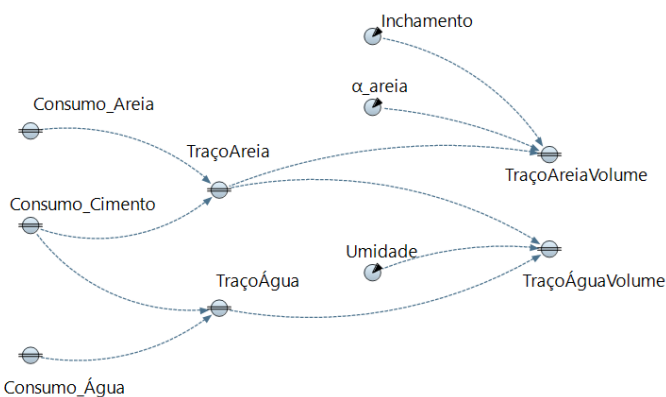 Inchamento
α_areia
Consumo_Areia
TraçoAreia
TraçoAreiaVolume
Consumo_Cimento
Umidade
TraçoÁgua
TraçoÁguaVolume
Consumo_Água